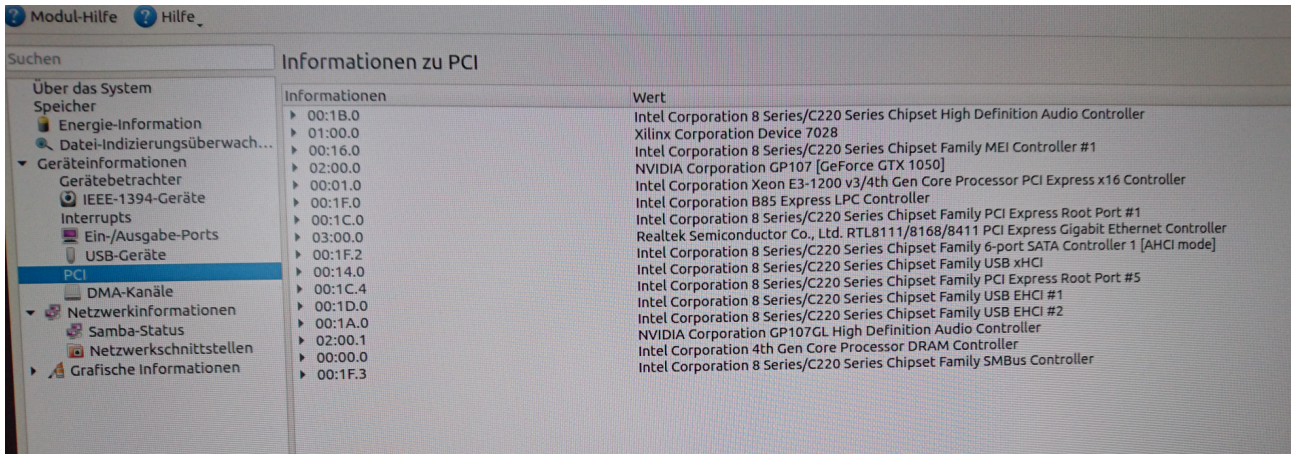 Modul-Hilfe Hilfe
Suchen
Informationen zu PCI
Über das System
Speicher
Energie-Information
Datei-Indizierungsüberwach...
Geräteinformationen
Gerätebetrachter
IEEE-1394-Geräte
Interrupts
Ein-/Ausgabe-Ports
USB-Geräte
PCI
DMA-Kanäle
Netzwerkinformationen
Samba-Status
Netzwerkschnittstellen
Grafische Informationen
Informationen Wert
00:1B.0 Intel Corporation 8 Series/C220 Series Chipset High Definition Audio Controller
01:00.0 Xilinx Corporation Device 7028
00:16.0 Intel Corporation 8 Series/C220 Series Chipset Family MEI Controller #1
02:00.0 NVIDIA Corporation GP107 [GeForce GTX 1050]
00:01.0 Intel Corporation Xeon E3-1200 v3/4th Gen Core Processor PCI Express x16 Controller
00:1F.0 Intel Corporation B85 Express LPC Controller
00:1C.0 Intel Corporation 8 Series/C220 Series Chipset Family PCI Express Root Port #1
03:00.0 Realtek Semiconductor Co., Ltd. RTL8111/8168/8411 PCI Express Gigabit Ethernet Controller
00:1F.2 Intel Corporation 8 Series/C220 Series Chipset Family 6-port SATA Controller 1 [AHCI mode]
00:14.0 Intel Corporation 8 Series/C220 Series Chipset Family USB xHCI
00:1C.4 Intel Corporation 8 Series/C220 Series Chipset Family PCI Express Root Port #5
00:1D.0 Intel Corporation 8 Series/C220 Series Chipset Family USB EHCI #1
00:1A.0 Intel Corporation 8 Series/C220 Series Chipset Family USB EHCI #2
02:00.1 NVIDIA Corporation GP107GL High Definition Audio Controller
00:00.0 Intel Corporation 4th Gen Core Processor DRAM Controller
00:1F.3 Intel Corporation 8 Series/C220 Series Chipset Family SMBus Controller